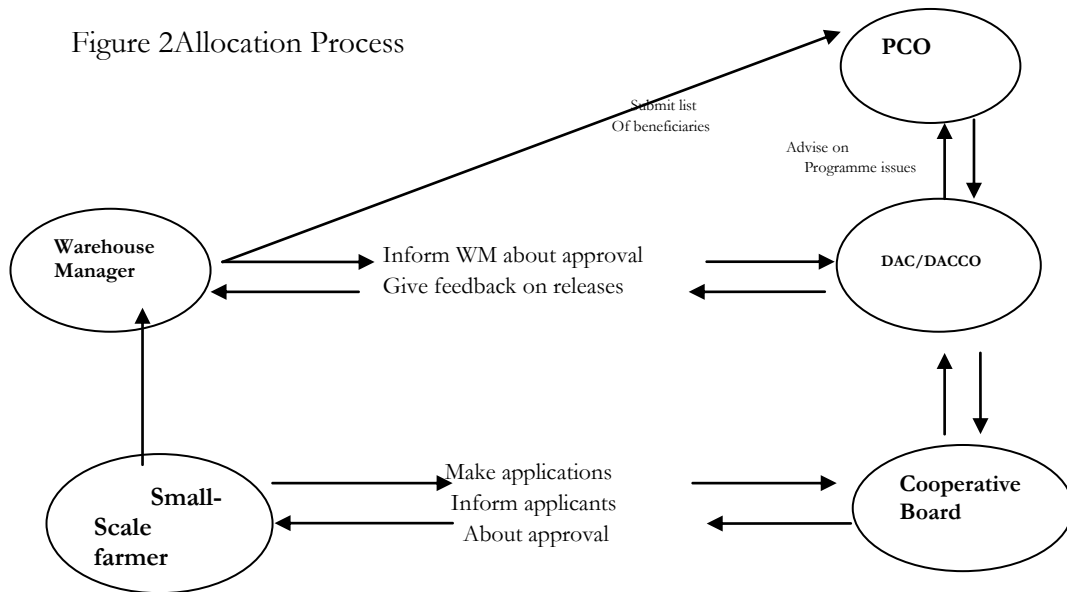 Figure 2Allocation Process
PCO
Submit list
Of beneficiaries
Advise on
Programme issues
Warehouse
Manager
Inform WM about approval
Give feedback on releases
DAC/DACCO
Small-
Scale
farmer
Make applications
Inform applicants
About approval
Cooperative
Board